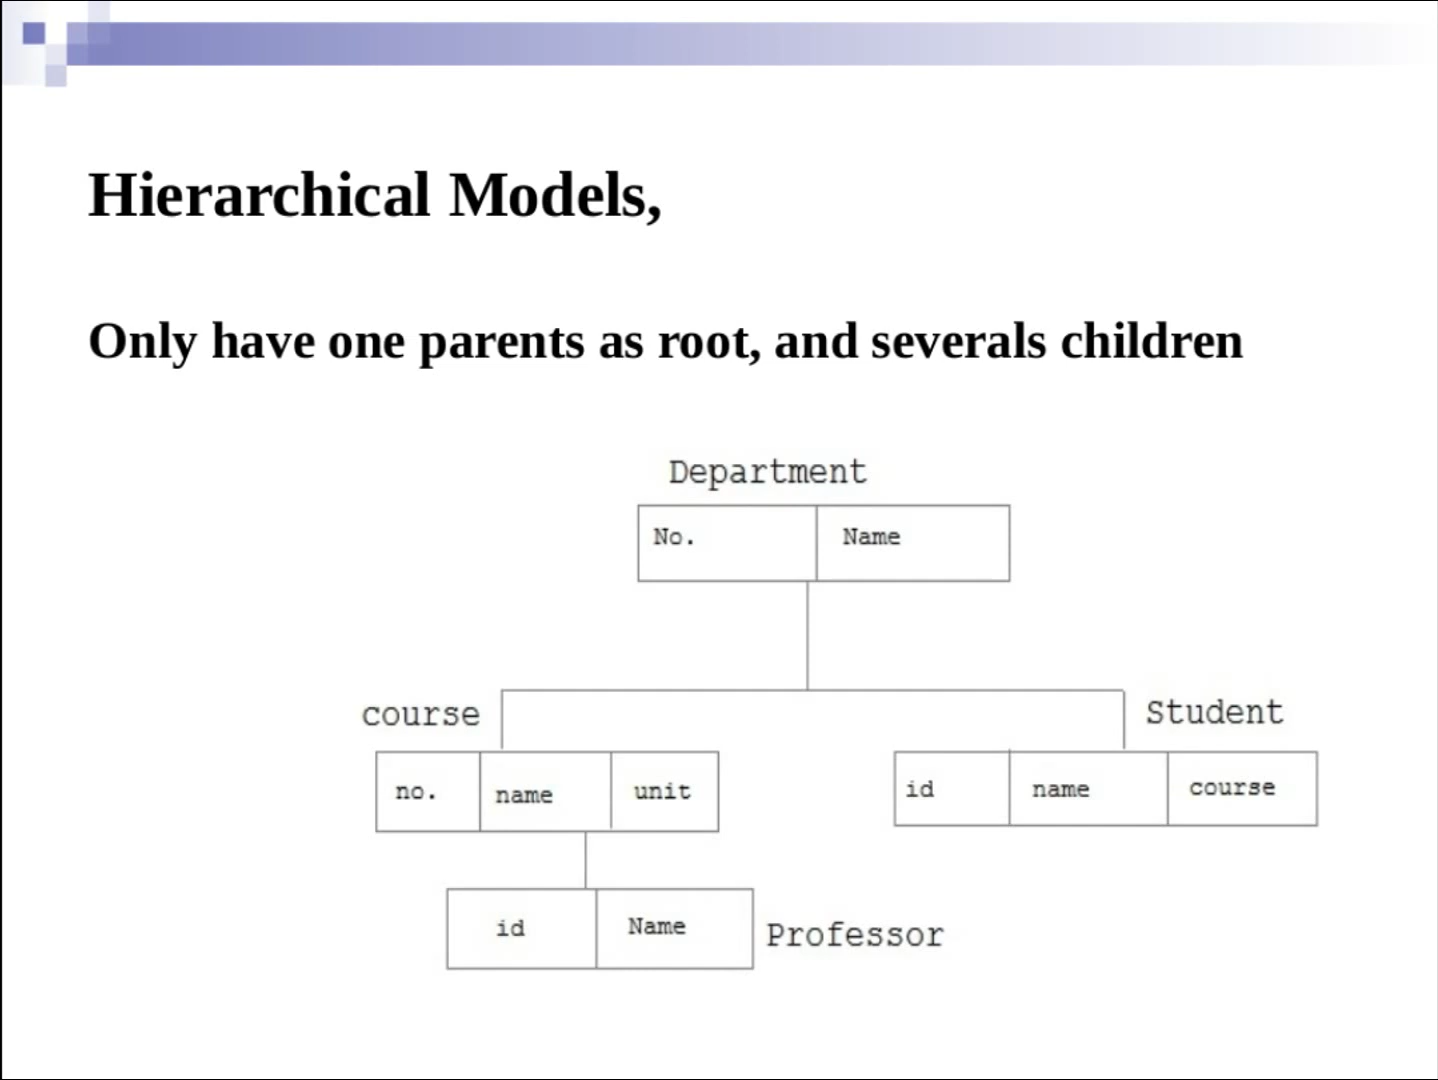 Hierarchical Models,
Only have one parents as root, and severals children
Department
No. Name
course
Student
no. name unit
id name course
id Name
Professor